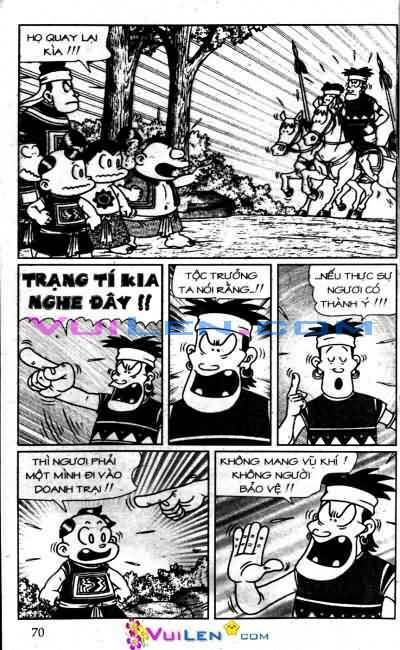 HỌ QUAY LẠI
KÌA !!!
TRẠNG TÍ KIA
NGHE ĐÂY !!
TỘC TRƯỞNG
TA NÓI RẰNG..!!
..NẾU THỰC SỰ
NGƯƠI CÓ
THÀNH Ý !!!
VUILEN.COM
THÌ NGƯƠI PHẢI
MỘT MÌNH ĐI VÀO
DOANH TRẠI !!
KHÔNG MANG VŨ KHÍ !
KHÔNG NGƯỜI
BẢO VỆ !!
70
VUILEN.COM